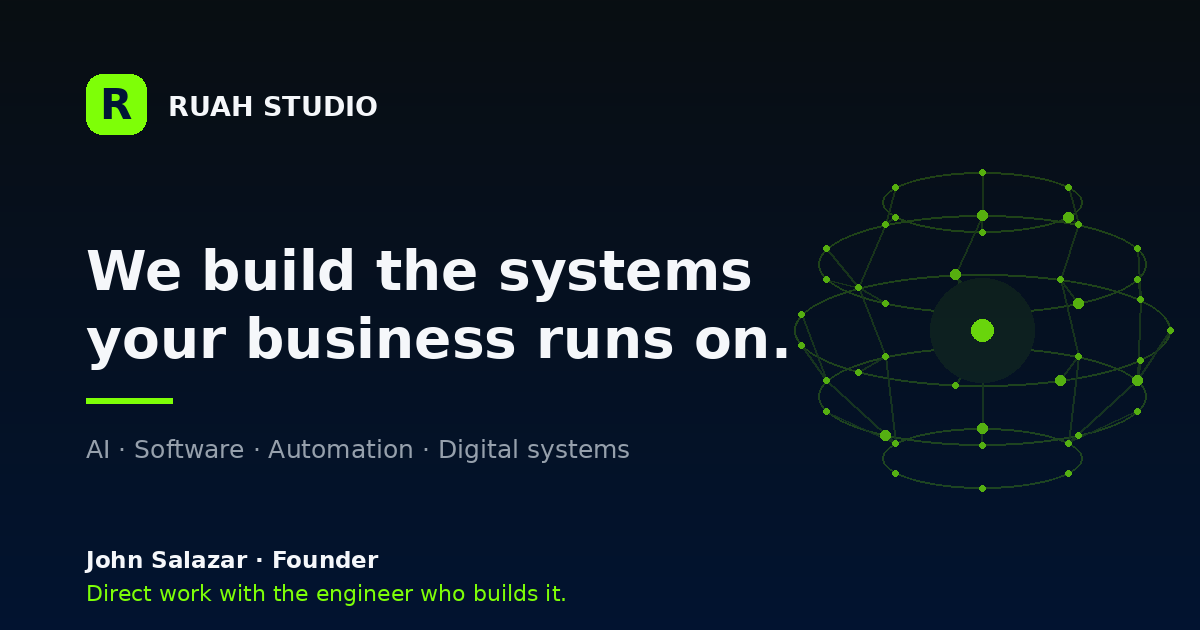 R
RUAH STUDIO
We build the systems
your business runs on.
AI · Software · Automation · Digital systems
John Salazar · Founder
Direct work with the engineer who builds it.